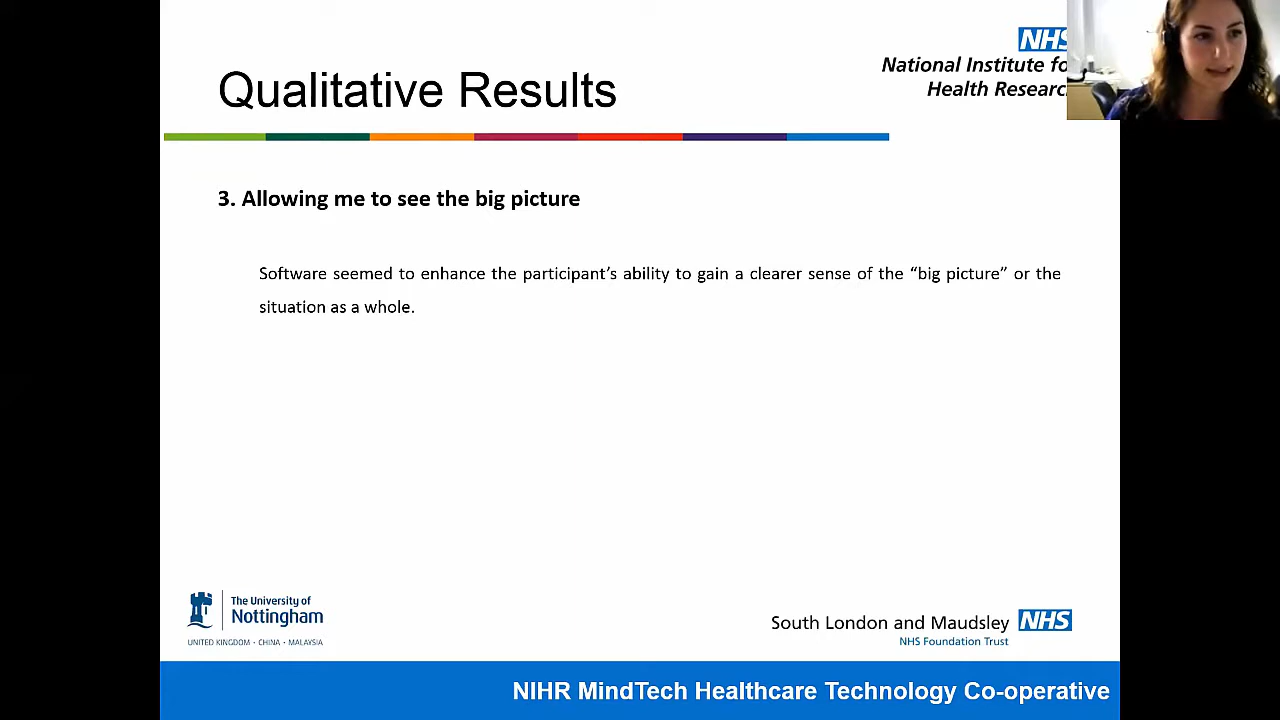 Qualitative Results
NHS
National Institute fo
Health Researc
3. Allowing me to see the big picture
Software seemed to enhance the participant’s ability to gain a clearer sense of the “big picture” or the
situation as a whole.
The University of
Nottingham
UNITED KINGDOM · CHINA · MALAYSIA
South London and Maudsley NHS
NHS Foundation Trust
NIHR MindTech Healthcare Technology Co-operative